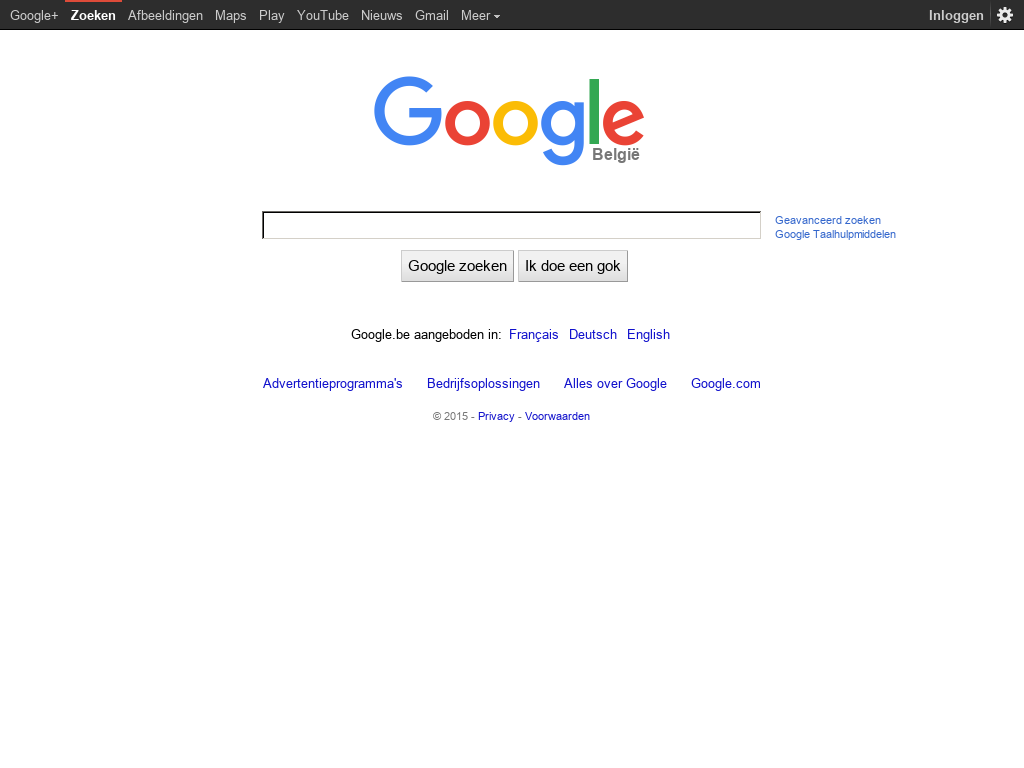 Google+ Zoeken Afbeeldingen Maps Play YouTube Nieuws Gmail Meer Inloggen
Google
België
Geavanceerd zoeken
Google Taalhulpmiddelen
Google zoeken Ik doe een gok
Google.be aangeboden in: Français Deutsch English
Advertentieprogramma's Bedrijfsoplossingen Alles over Google Google.com
© 2015 - Privacy - Voorwaarden